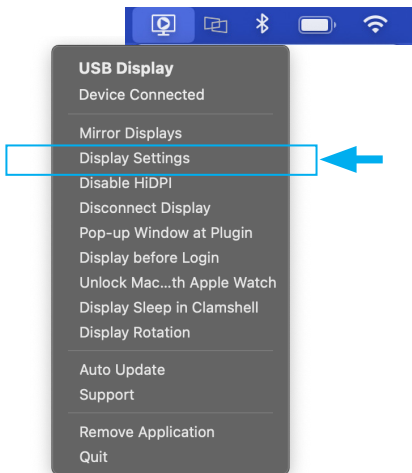 USB Display
Device Connected
Mirror Displays
Display Settings
Disable HiDPI
Disconnect Display
Pop-up Window at Plugin
Display before Login
Unlock Mac...th Apple Watch
Display Sleep in Clamshell
Display Rotation
Auto Update
Support
Remove Application
Quit